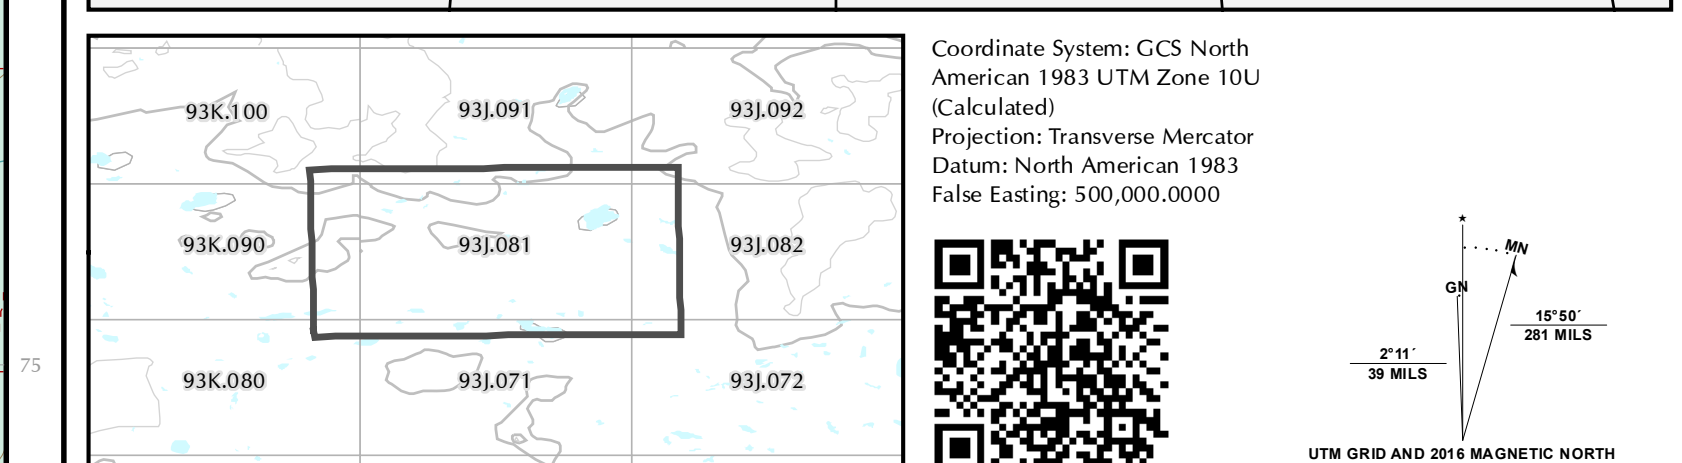 93K.100 93J.091 93J.092
93K.090 93J.081 93J.082
93K.080 93J.071 93J.072
75
Coordinate System: GCS North
American 1983 UTM Zone 10U
(Calculated)
Projection: Transverse Mercator
Datum: North American 1983
False Easting: 500,000.0000
MN
GN
15°50´
281 MILS
2°11´
39 MILS
UTM GRID AND 2016 MAGNETIC NORTH